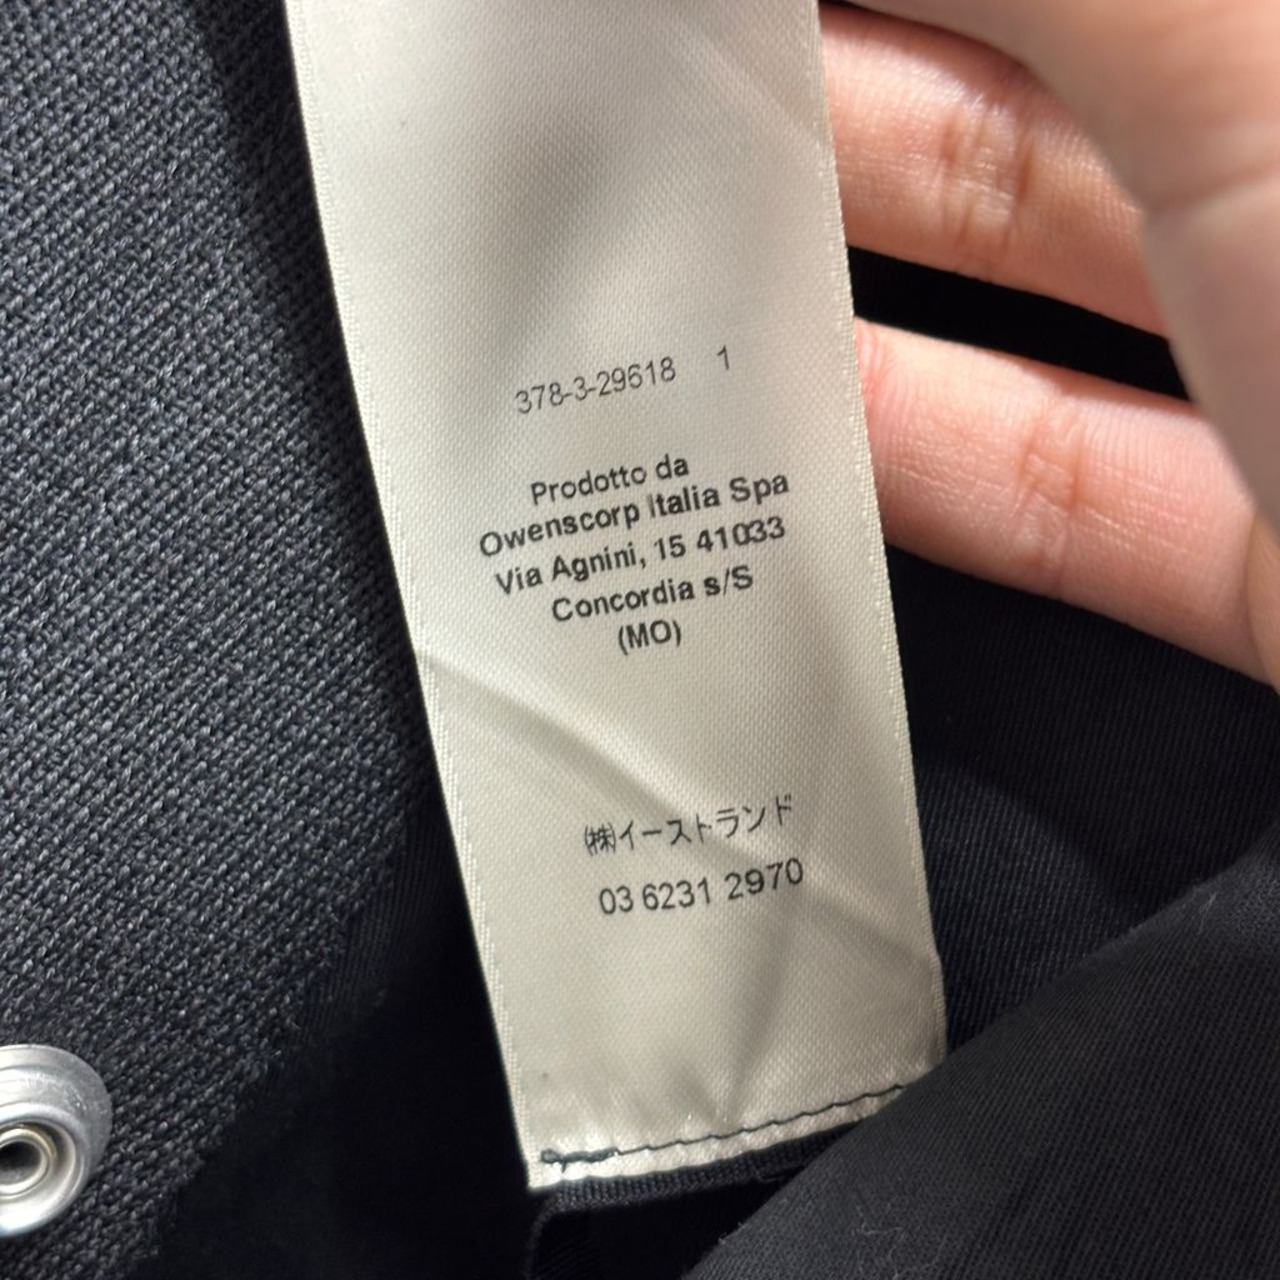 378-3-29618 1
Prodotto da
Owenscorp Italia Spa
Via Agnini, 15 41033
Concordia s/S
(MO)
㈱イーストランド
03 6231 2970